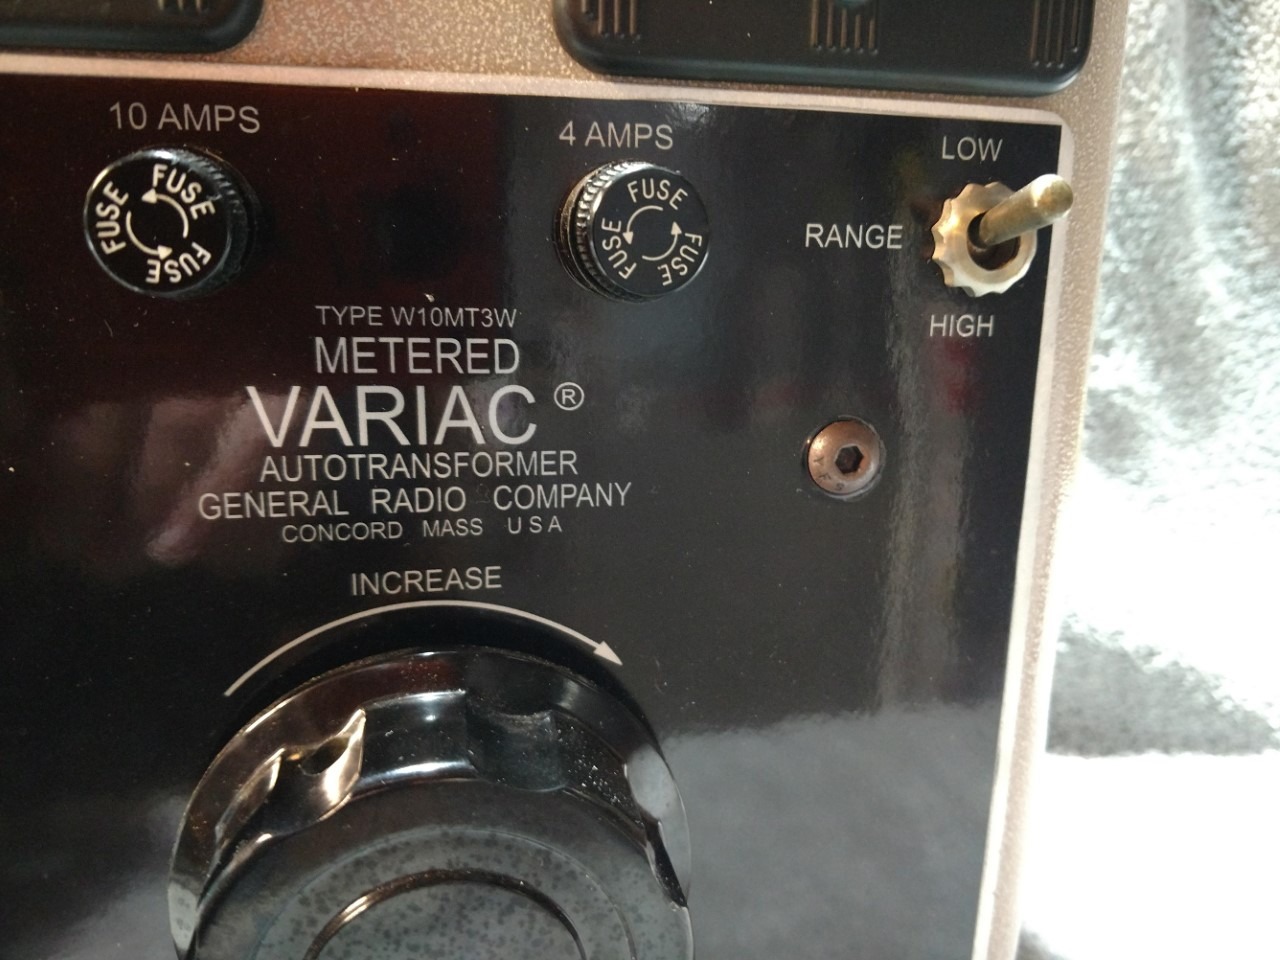 10 AMPS
4 AMPS
LOW
FUSE FUSE FUSE
FUSE FUSE FUSE
RANGE
HIGH
TYPE W10MT3W
METERED
VARIAC ®
AUTOTRANSFORMER
GENERAL RADIO COMPANY
CONCORD MASS U S A
INCREASE